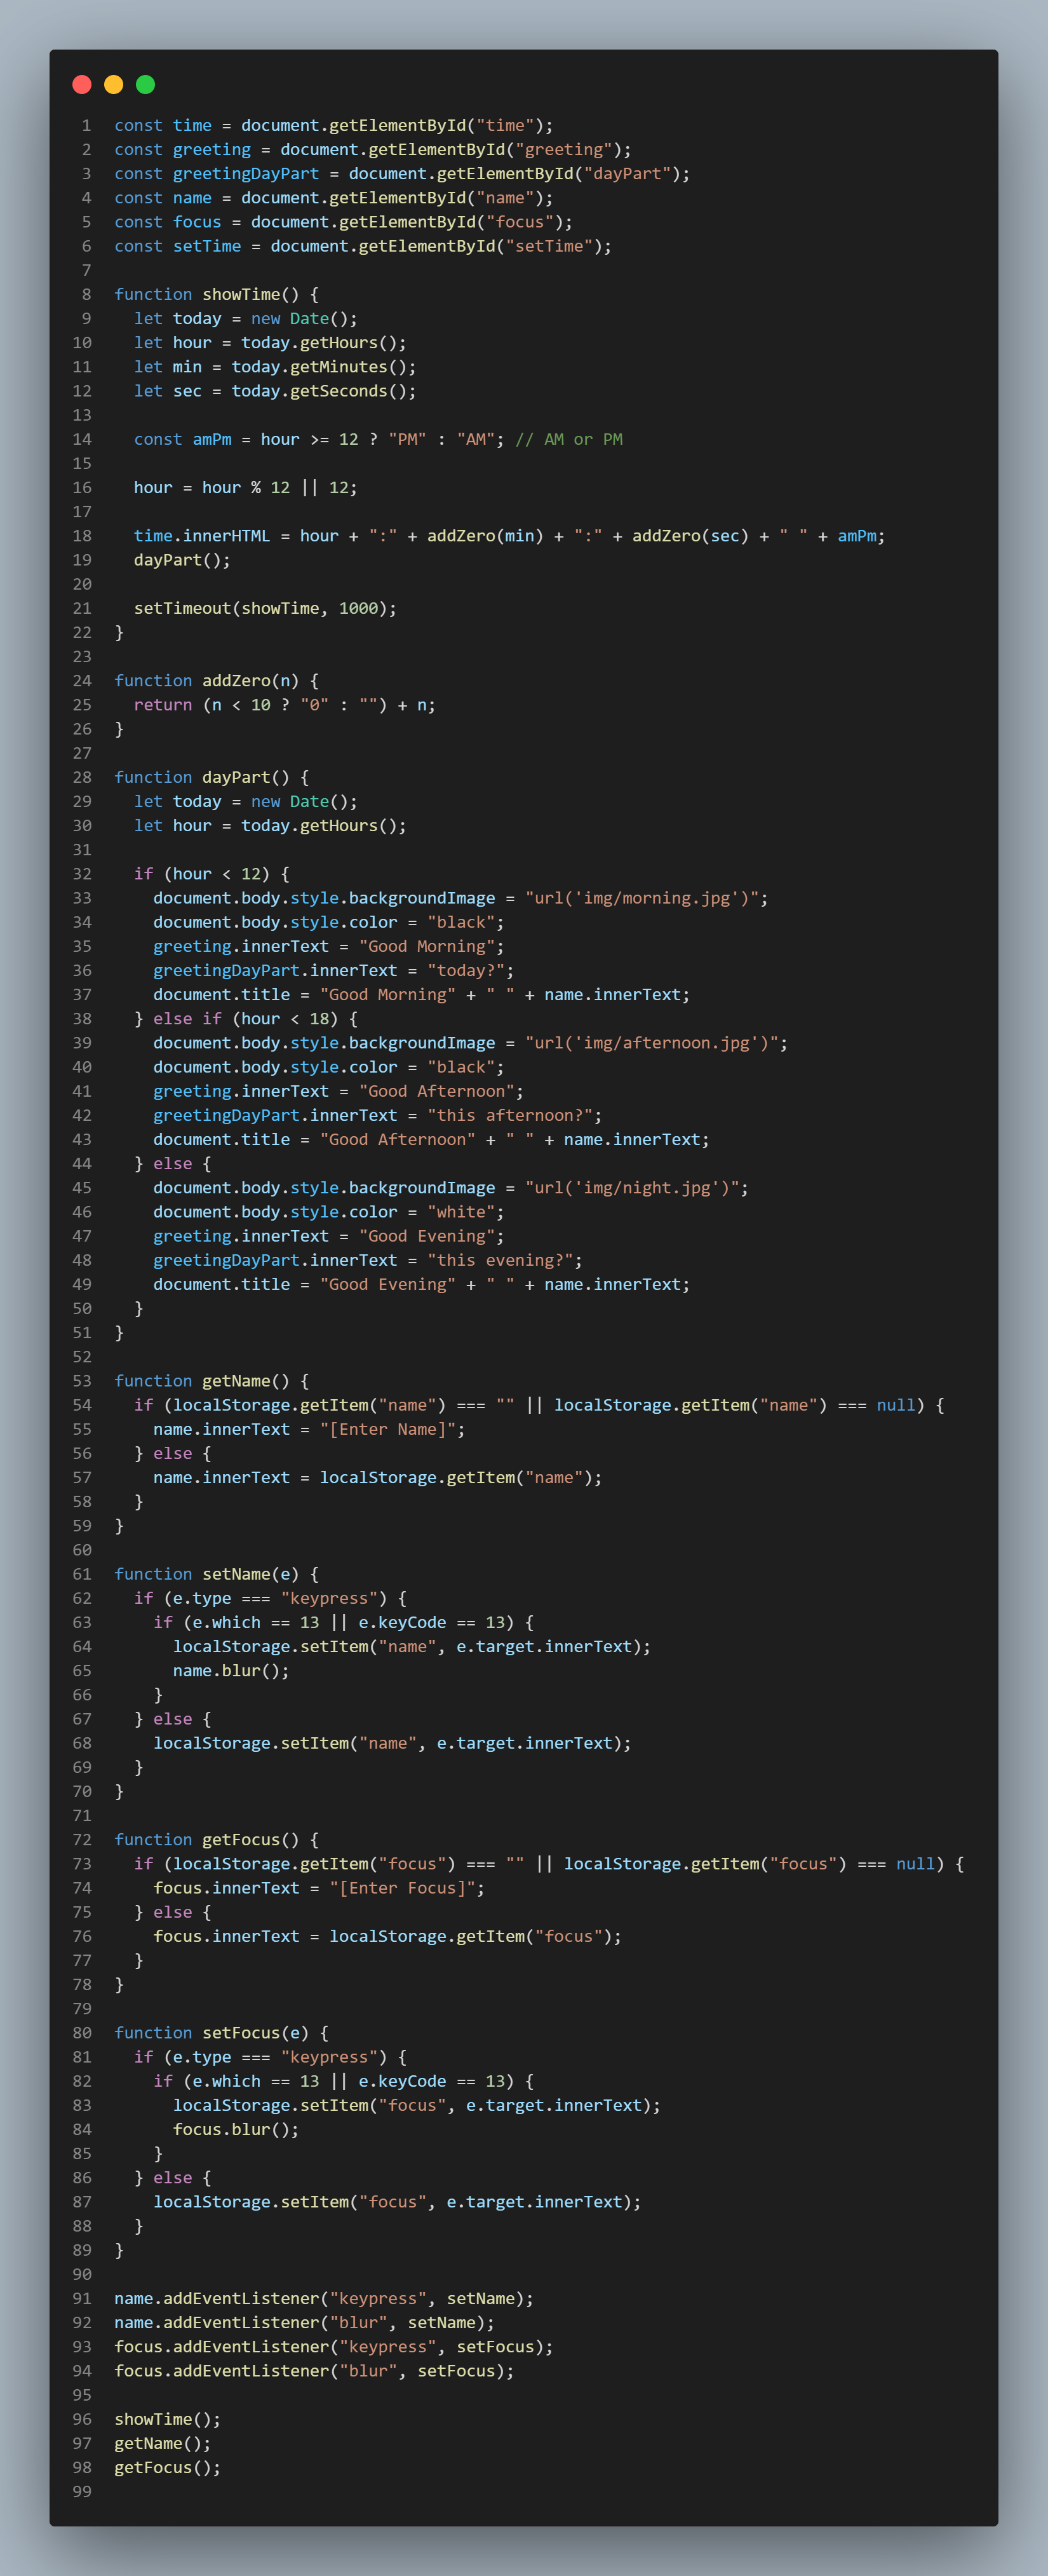 1 const time = document.getElementById("time");
2 const greeting = document.getElementById("greeting");
3 const greetingDayPart = document.getElementById("dayPart");
4 const name = document.getElementById("name");
5 const focus = document.getElementById("focus");
6 const setTime = document.getElementById("setTime");
7
8 function showTime() {
9   let today = new Date();
10   let hour = today.getHours();
11   let min = today.getMinutes();
12   let sec = today.getSeconds();
13
14   const amPm = hour >= 12 ? "PM" : "AM"; // AM or PM
15
16   hour = hour % 12 || 12;
17
18   time.innerHTML = hour + ":" + addZero(min) + ":" + addZero(sec) + " " + amPm;
19   dayPart();
20
21   setTimeout(showTime, 1000);
22 }
23
24 function addZero(n) {
25   return (n < 10 ? "0" : "") + n;
26 }
27
28 function dayPart() {
29   let today = new Date();
30   let hour = today.getHours();
31
32   if (hour < 12) {
33     document.body.style.backgroundImage = "url('img/morning.jpg')";
34     document.body.style.color = "black";
35     greeting.innerText = "Good Morning";
36     greetingDayPart.innerText = "today?";
37     document.title = "Good Morning" + " " + name.innerText;
38   } else if (hour < 18) {
39     document.body.style.backgroundImage = "url('img/afternoon.jpg')";
40     document.body.style.color = "black";
41     greeting.innerText = "Good Afternoon";
42     greetingDayPart.innerText = "this afternoon?";
43     document.title = "Good Afternoon" + " " + name.innerText;
44   } else {
45     document.body.style.backgroundImage = "url('img/night.jpg')";
46     document.body.style.color = "white";
47     greeting.innerText = "Good Evening";
48     greetingDayPart.innerText = "this evening?";
49     document.title = "Good Evening" + " " + name.innerText;
50   }
51 }
52
53 function getName() {
54   if (localStorage.getItem("name") === "" || localStorage.getItem("name") === null) {
55     name.innerText = "[Enter Name]";
56   } else {
57     name.innerText = localStorage.getItem("name");
58   }
59 }
60
61 function setName(e) {
62   if (e.type === "keypress") {
63     if (e.which == 13 || e.keyCode == 13) {
64       localStorage.setItem("name", e.target.innerText);
65       name.blur();
66     }
67   } else {
68     localStorage.setItem("name", e.target.innerText);
69   }
70 }
71
72 function getFocus() {
73   if (localStorage.getItem("focus") === "" || localStorage.getItem("focus") === null) {
74     focus.innerText = "[Enter Focus]";
75   } else {
76     focus.innerText = localStorage.getItem("focus");
77   }
78 }
79
80 function setFocus(e) {
81   if (e.type === "keypress") {
82     if (e.which == 13 || e.keyCode == 13) {
83       localStorage.setItem("focus", e.target.innerText);
84       focus.blur();
85     }
86   } else {
87     localStorage.setItem("focus", e.target.innerText);
88   }
89 }
90
91 name.addEventListener("keypress", setName);
92 name.addEventListener("blur", setName);
93 focus.addEventListener("keypress", setFocus);
94 focus.addEventListener("blur", setFocus);
95
96 showTime();
97 getName();
98 getFocus();
99